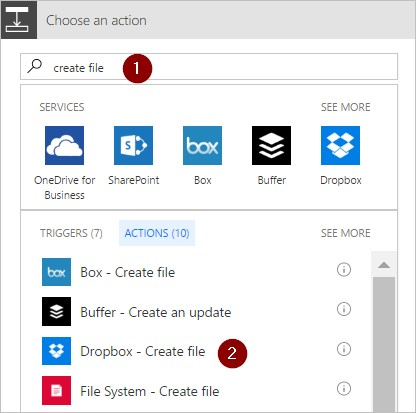 Choose an action
create file
1
SERVICES SEE MORE
OneDrive for Business
SharePoint
Box
Buffer
Dropbox
TRIGGERS (7) ACTIONS (10) SEE MORE
box Box - Create file
Buffer - Create an update
Dropbox - Create file 2
File System - Create file